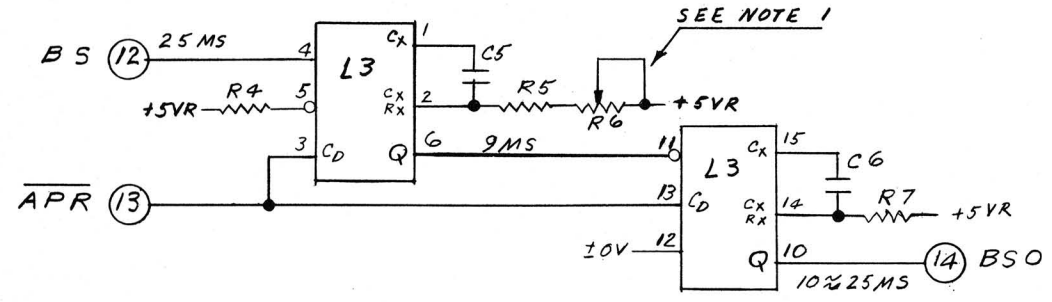 SEE NOTE 1
BS 12 25 MS 4 L3 CX 1 C5
+5VR R4 5 CX RX 2 R5 R6 +5VR
3 CD Q 6 9MS 11 L3 CX 15 C6
APR 13 13 CD CX RX 14 R7 +5VR
±0V 12 Q 10 14 BSO
10≈25MS